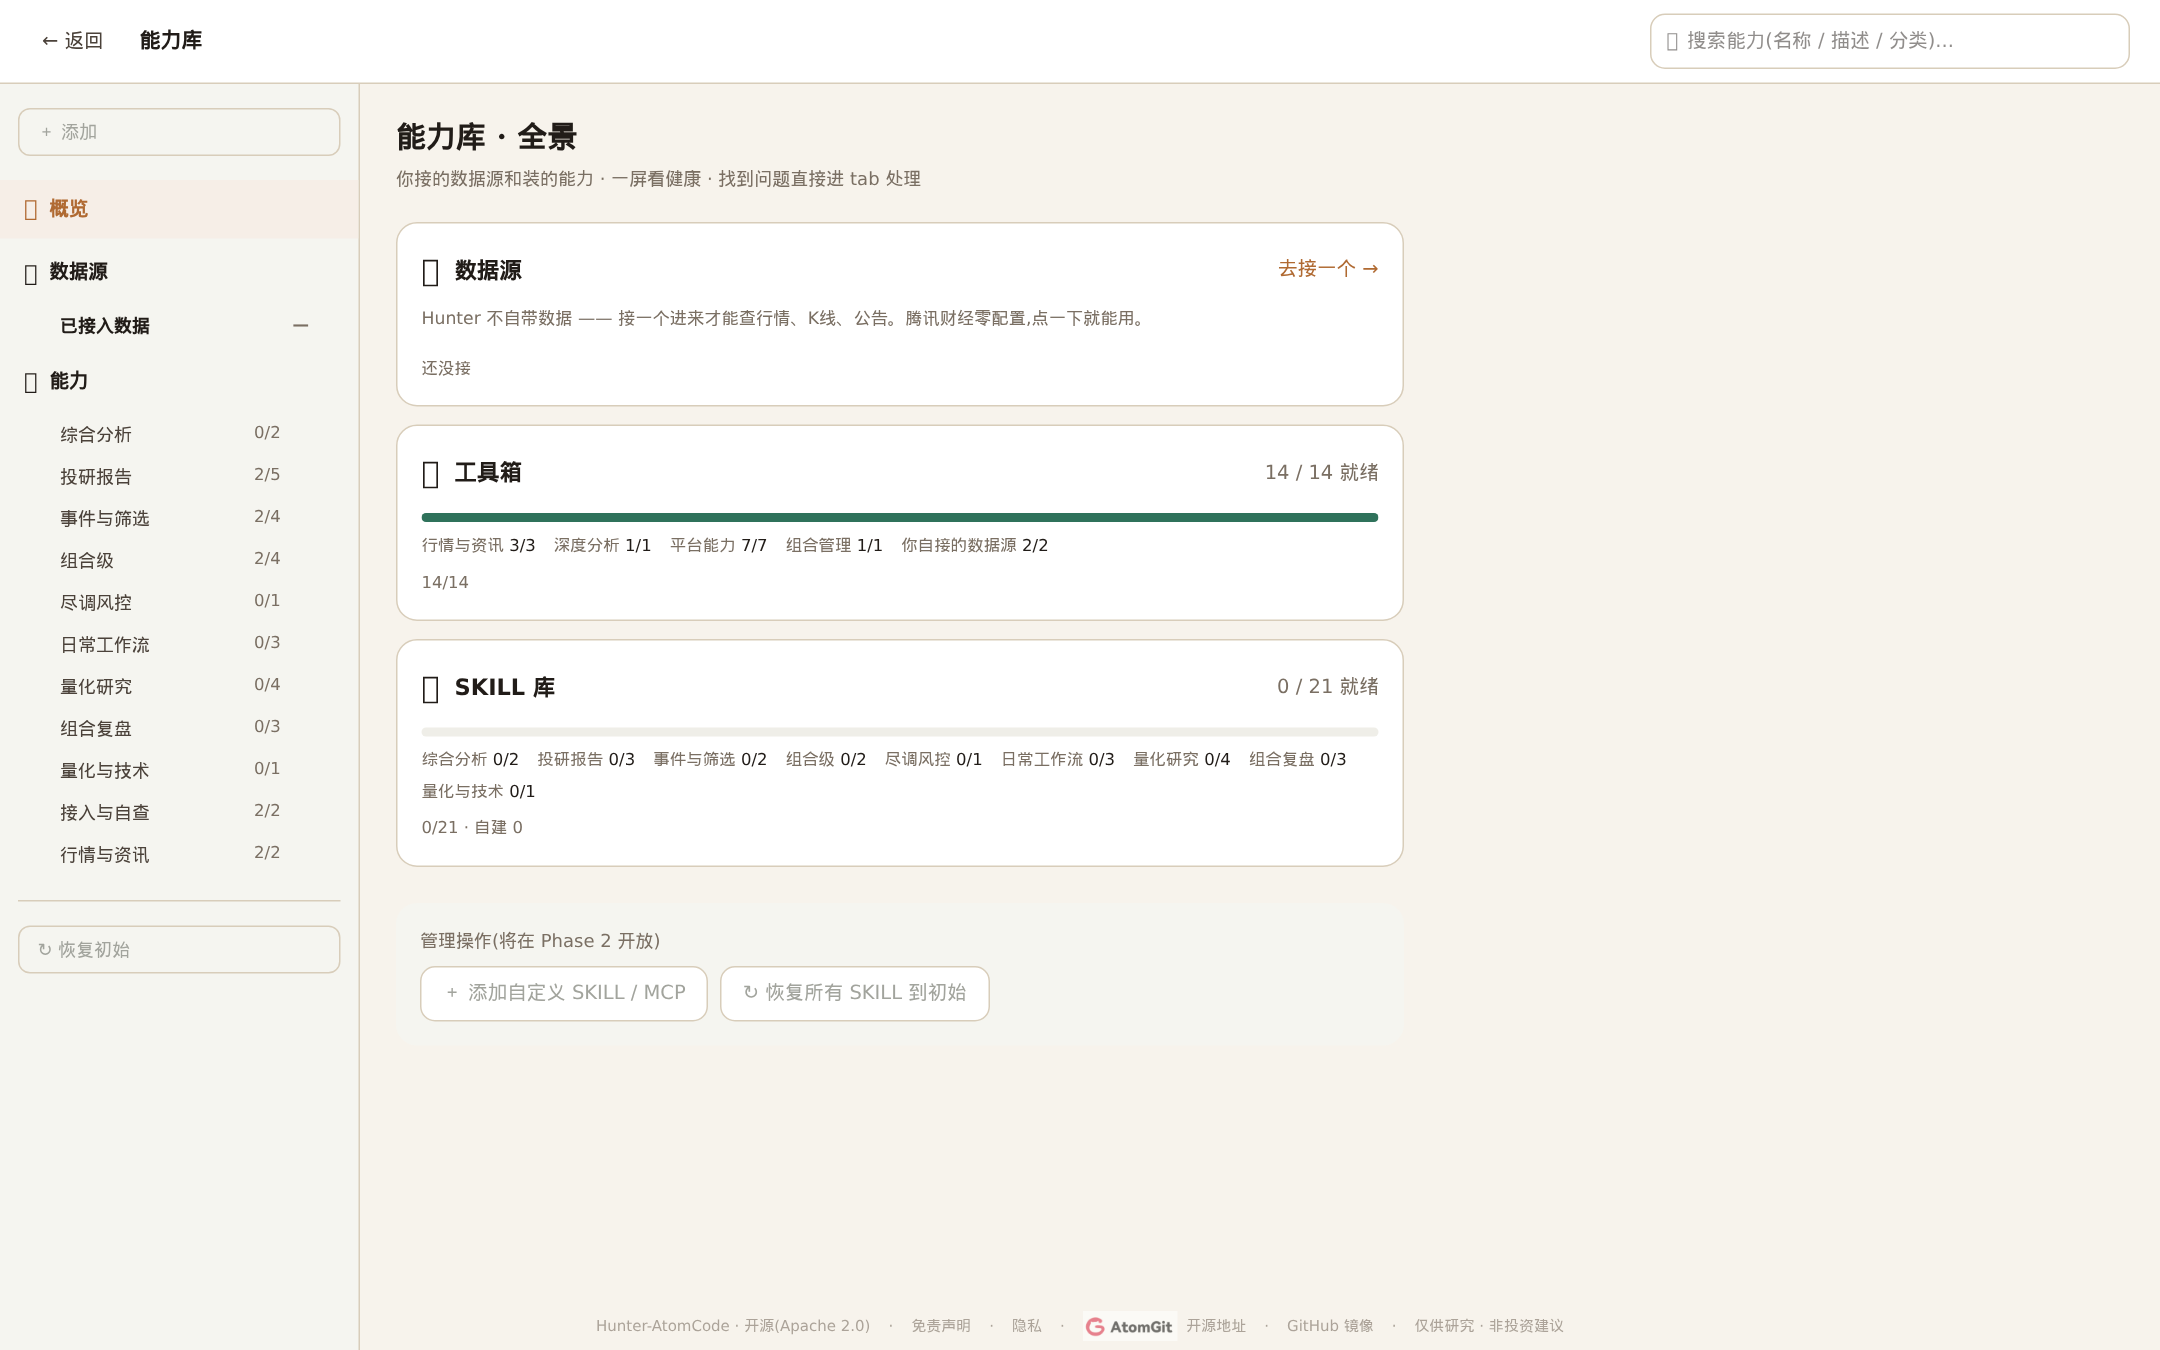 ← 返回
能力库
搜索能力(名称 / 描述 / 分类)...
+ 添加
概览
数据源
已接入数据 —
能力
综合分析 0/2
投研报告 2/5
事件与筛选 2/4
组合级 2/4
尽调风控 0/1
日常工作流 0/3
量化研究 0/4
组合复盘 0/3
量化与技术 0/1
接入与自查 2/2
行情与资讯 2/2
↻ 恢复初始
能力库 · 全景
你接的数据源和装的能力 · 一屏看健康 · 找到问题直接进 tab 处理
数据源 去接一个 →
Hunter 不自带数据 —— 接一个进来才能查行情、K线、公告。腾讯财经零配置,点一下就能用。
还没接
工具箱 14 / 14 就绪
行情与资讯 3/3 深度分析 1/1 平台能力 7/7 组合管理 1/1 你自接的数据源 2/2
14/14
SKILL 库 0 / 21 就绪
综合分析 0/2 投研报告 0/3 事件与筛选 0/2 组合级 0/2 尽调风控 0/1 日常工作流 0/3 量化研究 0/4 组合复盘 0/3
量化与技术 0/1
0/21 · 自建 0
管理操作(将在 Phase 2 开放)
+ 添加自定义 SKILL / MCP ↻ 恢复所有 SKILL 到初始
Hunter-AtomCode · 开源(Apache 2.0) · 免责声明 · 隐私 · AtomGit 开源地址 · GitHub 镜像 · 仅供研究 · 非投资建议